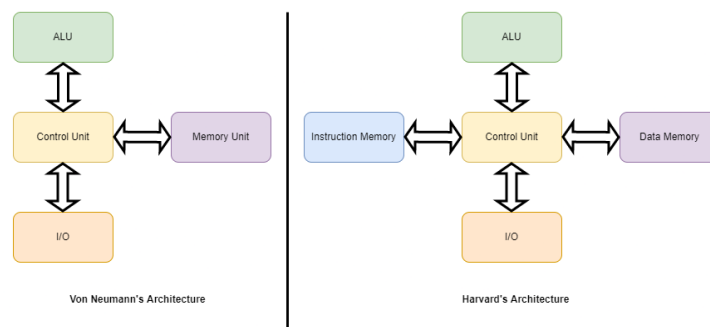 ALU
Control Unit
Memory Unit
I/O
Von Neumann's Architecture
ALU
Instruction Memory
Control Unit
Data Memory
I/O
Harvard's Architecture